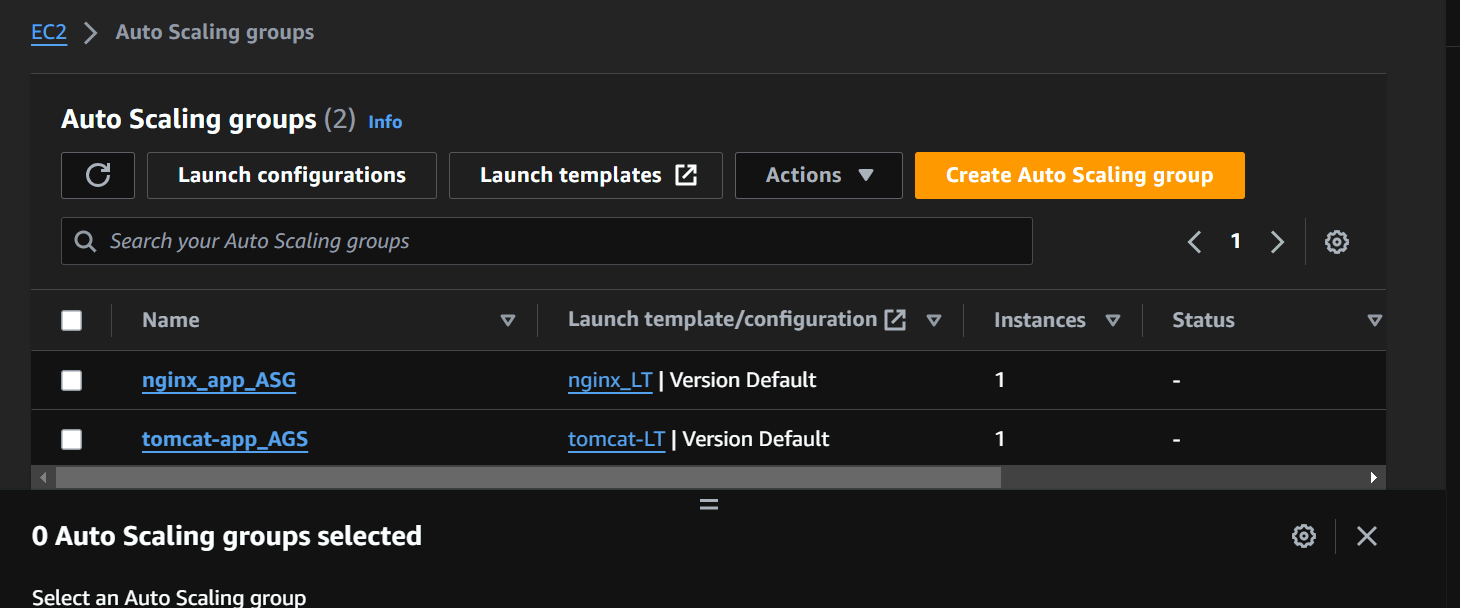 EC2 Auto Scaling groups
Auto Scaling groups (2) Info
Launch configurations Launch templates Actions Create Auto Scaling group
Search your Auto Scaling groups 1
Name Launch template/configuration Instances Status
nginx_app_ASG nginx_LT | Version Default 1 -
tomcat-app_AGS tomcat-LT | Version Default 1 -
0 Auto Scaling groups selected
Select an Auto Scaling group